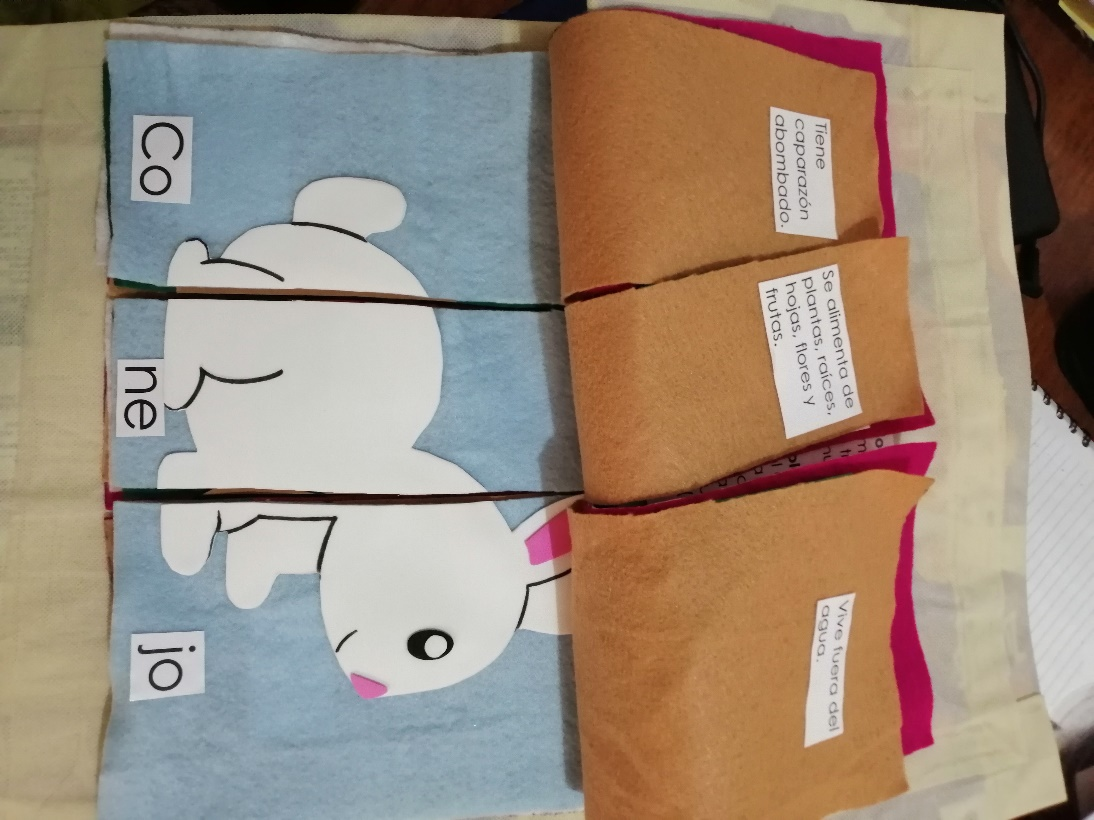 Tiene
caparazón
abombado.
Se alimenta de
plantas, raíces,
hojas, flores y
frutas.
Vive fuera del
agua.
Co
ne
jo